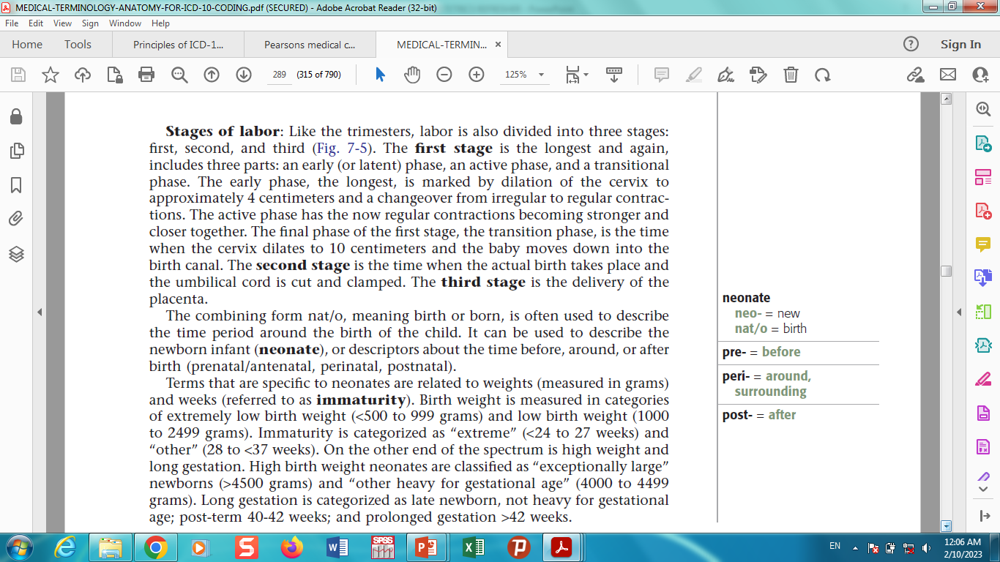 MEDICAL-TERMINOLOGY-ANATOMY-FOR-ICD-10-CODING.pdf (SECURED) - Adobe Acrobat Reader (32-bit)
File Edit View Sign Window Help
Home Tools Principles of ICD-1... Pearsons medical c... MEDICAL-TERMIN... × ? Sign In
289 (315 of 790) 125%
Stages of labor: Like the trimesters, labor is also divided into three stages:
first, second, and third (Fig. 7-5). The first stage is the longest and again,
includes three parts: an early (or latent) phase, an active phase, and a transitional
phase. The early phase, the longest, is marked by dilation of the cervix to
approximately 4 centimeters and a changeover from irregular to regular contrac-
tions. The active phase has the now regular contractions becoming stronger and
closer together. The final phase of the first stage, the transition phase, is the time
when the cervix dilates to 10 centimeters and the baby moves down into the
birth canal. The second stage is the time when the actual birth takes place and
the umbilical cord is cut and clamped. The third stage is the delivery of the
placenta.
The combining form nat/o, meaning birth or born, is often used to describe
the time period around the birth of the child. It can be used to describe the
newborn infant (neonate), or descriptors about the time before, around, or after
birth (prenatal/antenatal, perinatal, postnatal).
Terms that are specific to neonates are related to weights (measured in grams)
and weeks (referred to as immaturity). Birth weight is measured in categories
of extremely low birth weight (<500 to 999 grams) and low birth weight (1000
to 2499 grams). Immaturity is categorized as “extreme” (<24 to 27 weeks) and
“other” (28 to <37 weeks). On the other end of the spectrum is high weight and
long gestation. High birth weight neonates are classified as “exceptionally large”
newborns (>4500 grams) and “other heavy for gestational age” (4000 to 4499
grams). Long gestation is categorized as late newborn, not heavy for gestational
age; post-term 40-42 weeks; and prolonged gestation >42 weeks.
neonate
neo- = new
nat/o = birth
pre- = before
peri- = around,
surrounding
post- = after
SPSS
EN
12:06 AM
2/10/2023